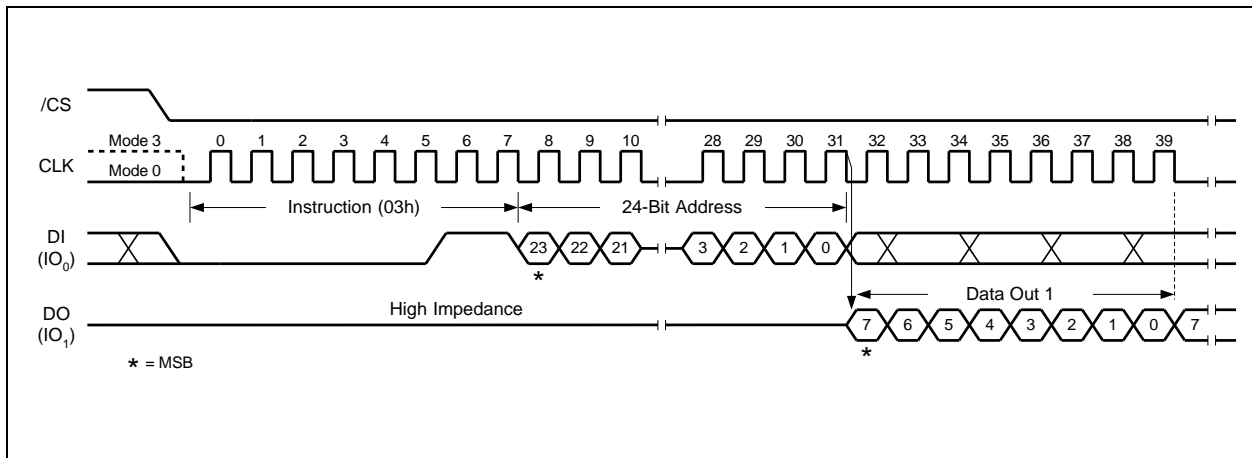 /CS
Mode 3 0 1 2 3 4 5 6 7 8 9 10 28 29 30 31 32 33 34 35 36 37 38 39
CLK
Mode 0
Instruction (03h) 24-Bit Address
DI
(IO0) 23 22 21 3 2 1 0
*
Data Out 1
High Impedance
DO
(IO1) 7 6 5 4 3 2 1 0 7
*
* = MSB